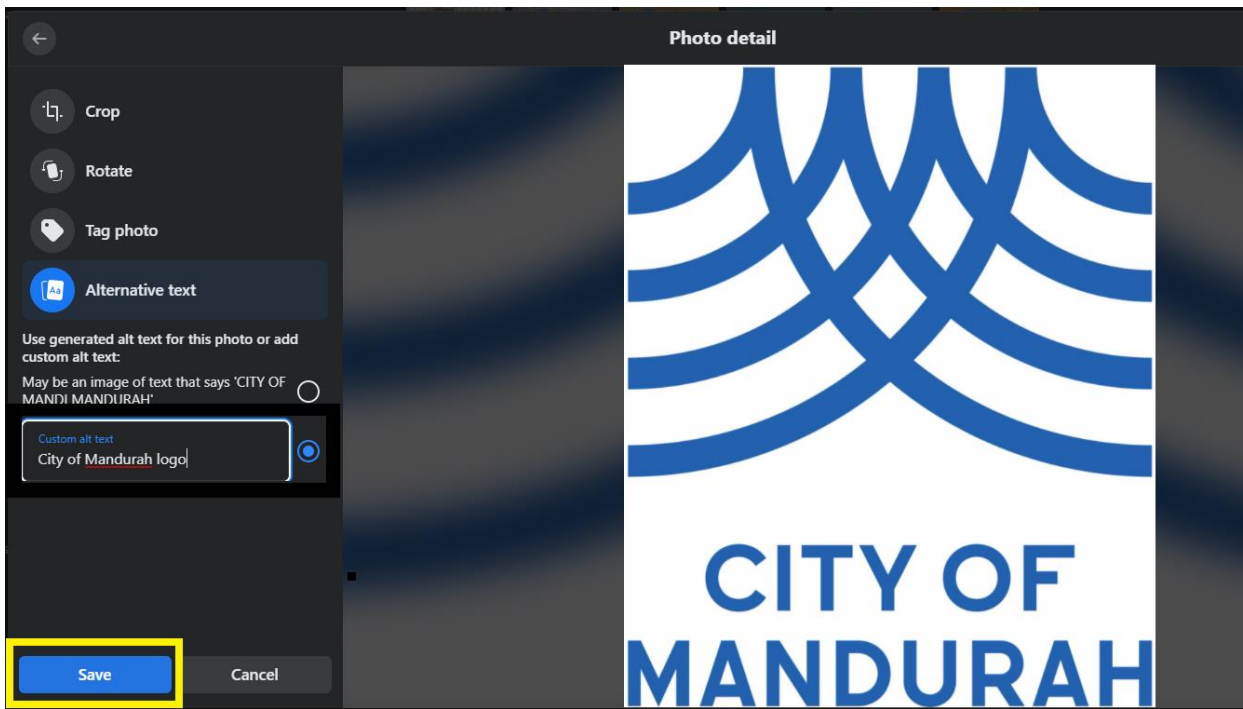 Photo detail
Crop
Rotate
Tag photo
Aa
Alternative text
Use generated alt text for this photo or add
custom alt text:
May be an image of text that says 'CITY OF
MANDI MANDURAH'
Custom alt text
City of Mandurah logo
Save
Cancel
CITY OF
MANDURAH